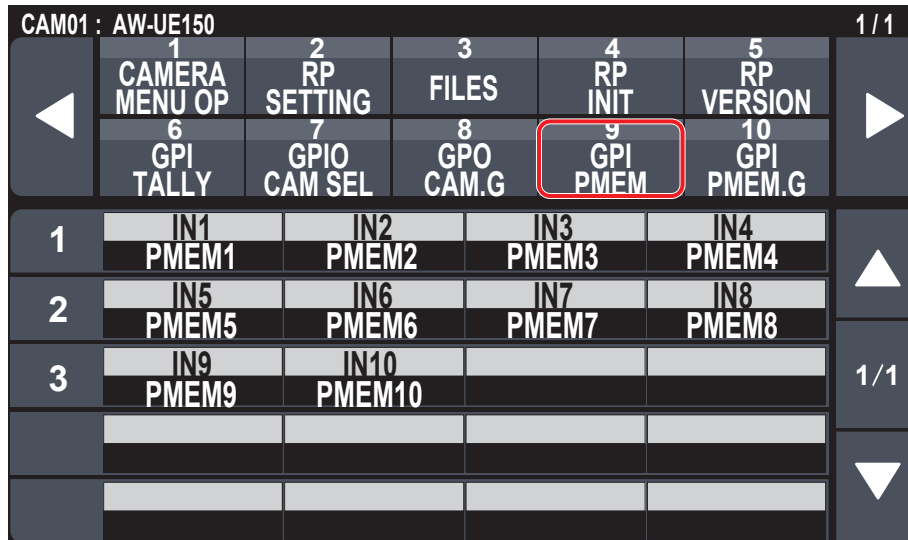 CAM01 : AW-UE150 1 / 1
1 2 3 4 5
CAMERA MENU OP RP SETTING FILES RP INIT RP VERSION
6 7 8 9 10
GPI TALLY GPIO CAM SEL GPO CAM.G GPI PMEM GPI PMEM.G
1 IN1 IN2 IN3 IN4
PMEM1 PMEM2 PMEM3 PMEM4
2 IN5 IN6 IN7 IN8
PMEM5 PMEM6 PMEM7 PMEM8
3 IN9 IN10
PMEM9 PMEM10
1/1